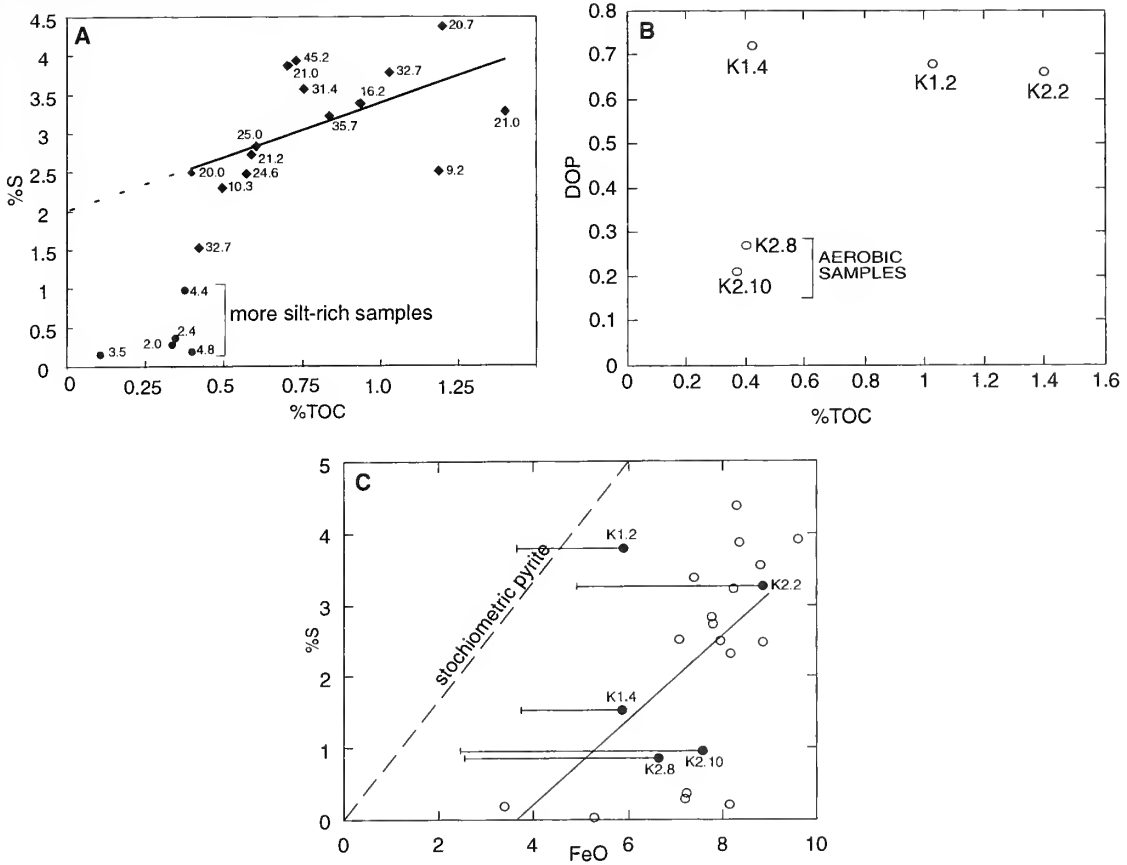 A
4.5
4
3.5
3
2.5
2
1.5
1
0.5
0
%S
20.7
45.2
21.0
32.7
31.4
16.2
35.7
21.0
25.0
21.2
20.0
24.6
9.2
10.3
32.7
4.4
more silt-rich samples
2.4
2.0
4.8
3.5
0 0.25 0.75 1.0 1.25
%TOC
B
0.8
0.7
0.6
0.5
0.4
0.3
0.2
0.1
0
DOP
K1.4
K1.2
K2.2
K2.8
AEROBIC
SAMPLES
K2.10
0 0.2 0.4 0.6 0.8 1 1.2 1.4 1.6
%TOC
C
5
4
3
2
1
0
%S
stochiometric pyrite
K1.2
K2.2
K1.4
K2.8
K2.10
0 2 4 6 8 10
FeO